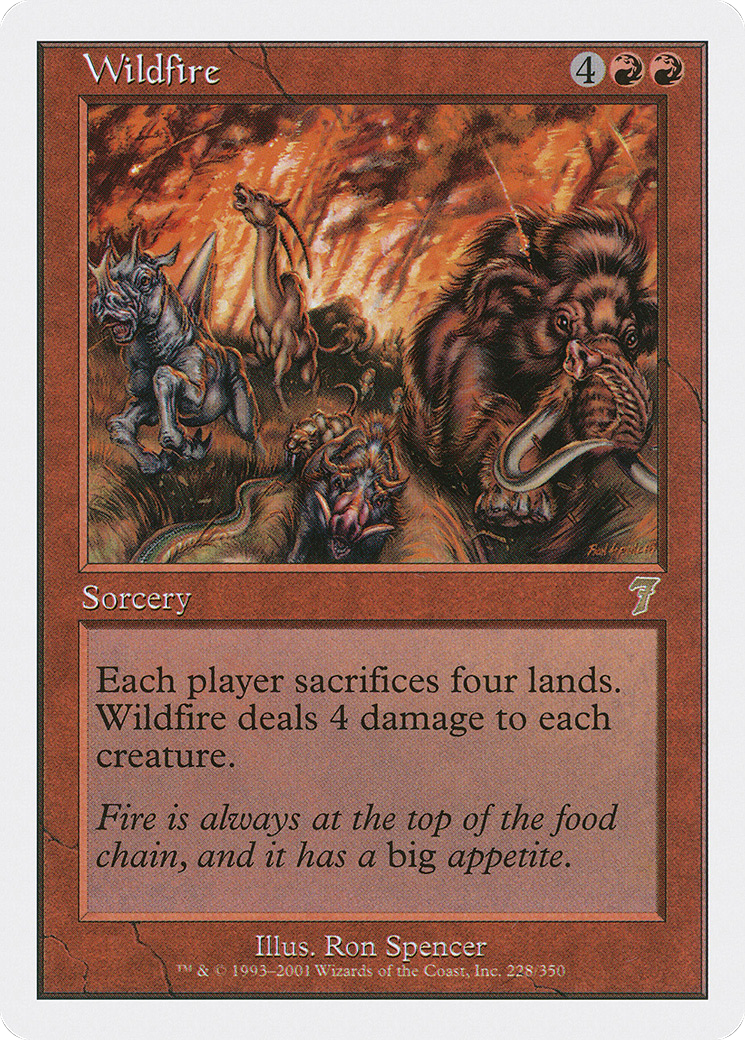 Wildfire 4
Sorcery 7
Each player sacrifices four lands.
Wildfire deals 4 damage to each
creature.
Fire is always at the top of the food
chain, and it has a big appetite.
Illus. Ron Spencer
™ & © 1993–2001 Wizards of the Coast, Inc. 228/350